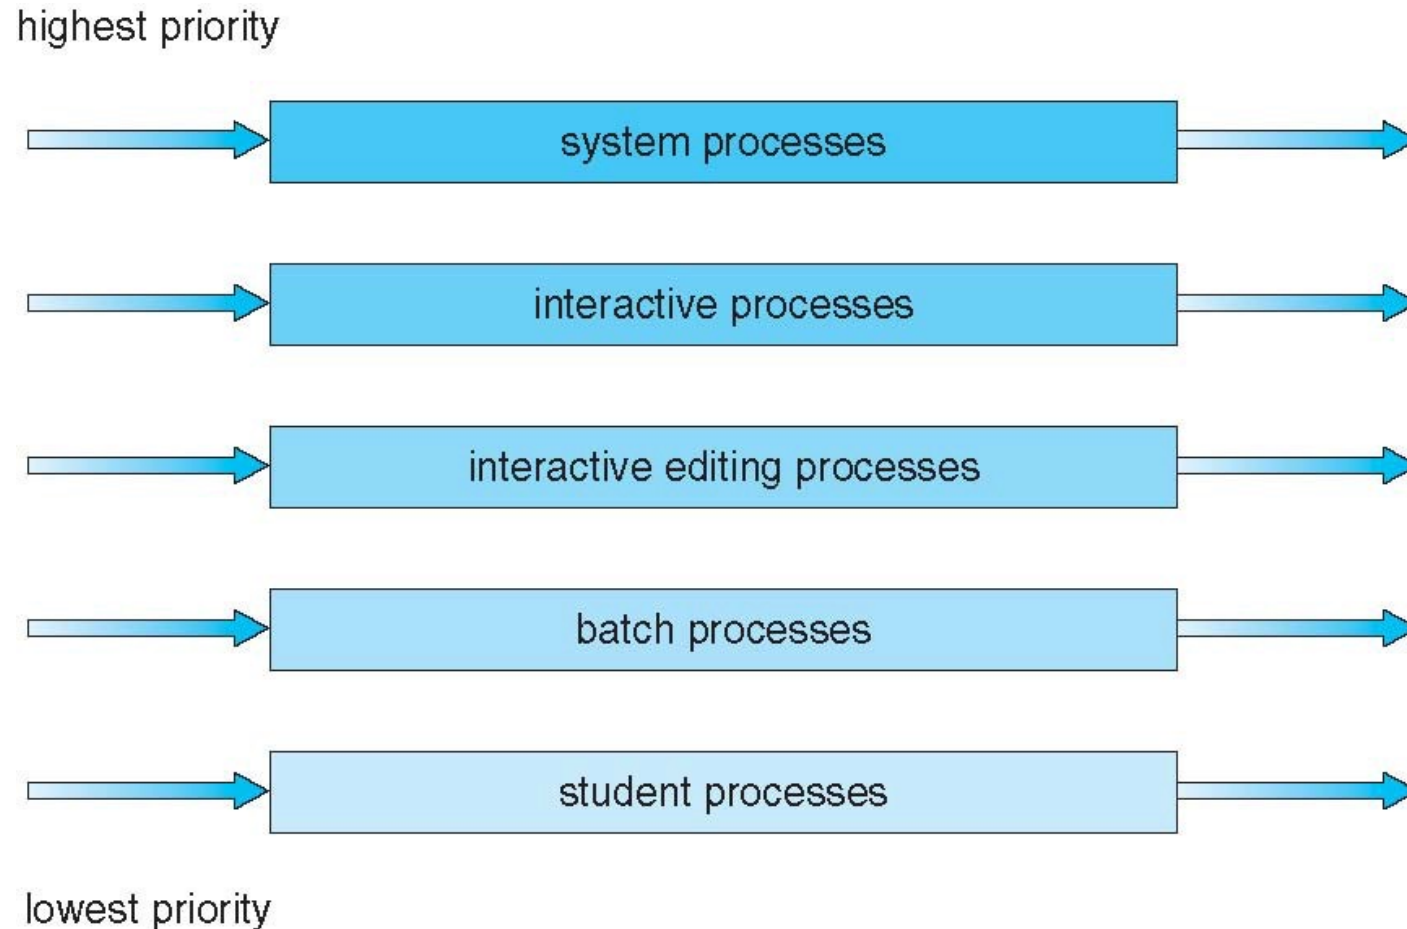 highest priority
system processes
interactive processes
interactive editing processes
batch processes
student processes
lowest priority